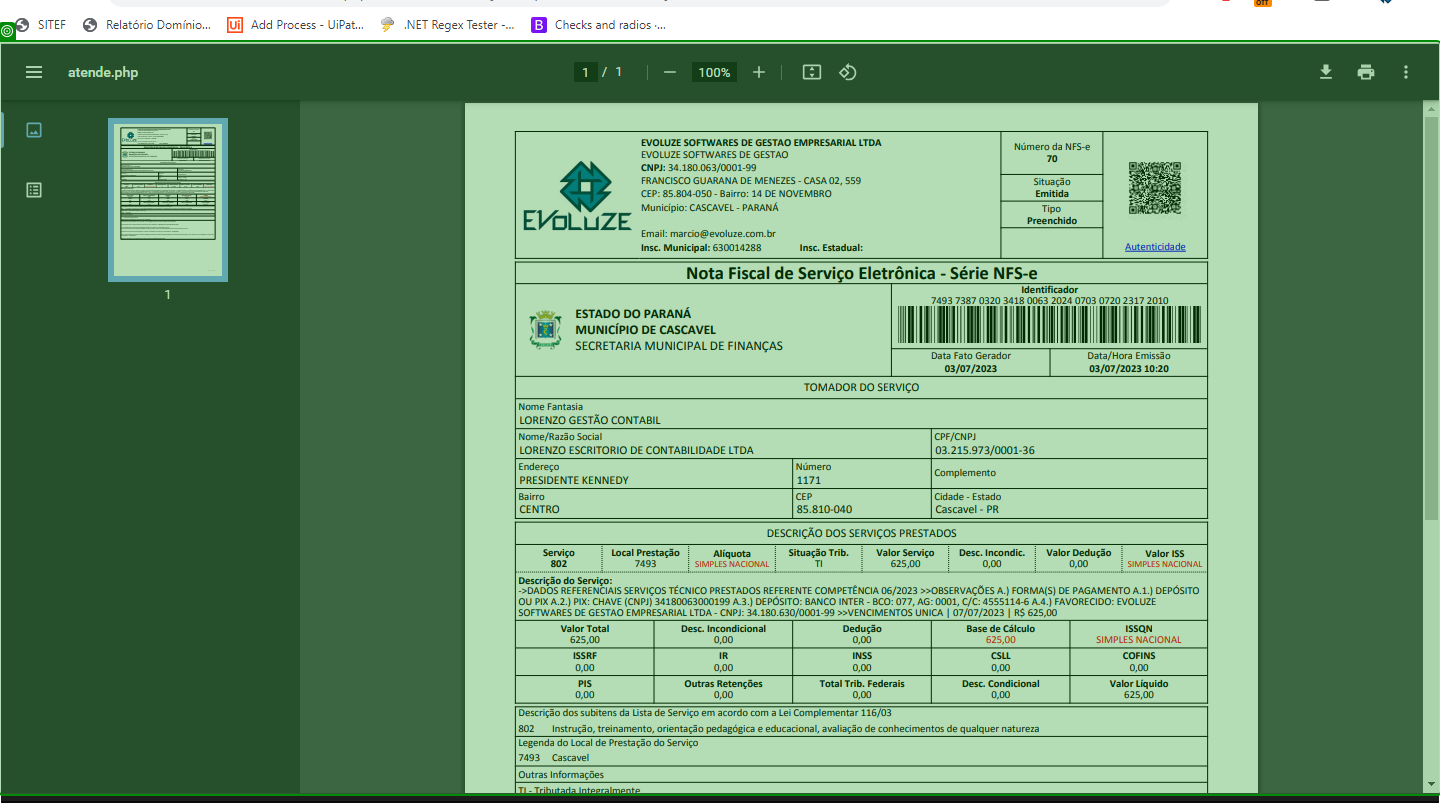 SITEF Relatório Domínio... Ui Add Process - UiPat... .NET Regex Tester -... B Checks and radios ·...
atende.php 1 / 1 100%
1
EVOLUZE
EVOLUZE SOFTWARES DE GESTAO EMPRESARIAL LTDA
EVOLUZE SOFTWARES DE GESTAO
CNPJ: 34.180.063/0001-99
FRANCISCO GUARANA DE MENEZES - CASA 02, 559
CEP: 85.804-050 - Bairro: 14 DE NOVEMBRO
Município: CASCAVEL - PARANÁ
Email: marcio@evoluze.com.br
Insc. Municipal: 630014288 Insc. Estadual:
Número da NFS-e
70
Situação
Emitida
Tipo
Preenchido
Autenticidade
Nota Fiscal de Serviço Eletrônica - Série NFS-e
ESTADO DO PARANÁ
MUNICÍPIO DE CASCAVEL
SECRETARIA MUNICIPAL DE FINANÇAS
Identificador
7493 7387 0320 3418 0063 2024 0703 0720 2317 2010
Data Fato Gerador Data/Hora Emissão
03/07/2023 03/07/2023 10:20
TOMADOR DO SERVIÇO
Nome Fantasia
LORENZO GESTÃO CONTABIL
Nome/Razão Social CPF/CNPJ
LORENZO ESCRITORIO DE CONTABILIDADE LTDA 03.215.973/0001-36
Endereço Número Complemento
PRESIDENTE KENNEDY 1171
Bairro CEP Cidade - Estado
CENTRO 85.810-040 Cascavel - PR
DESCRIÇÃO DOS SERVIÇOS PRESTADOS
Serviço Local Prestação Alíquota Situação Trib. Valor Serviço Desc. Incondic. Valor Dedução Valor ISS
802 7493 SIMPLES NACIONAL TI 625,00 0,00 0,00 SIMPLES NACIONAL
Descrição do Serviço:
->DADOS REFERENCIAIS SERVIÇOS TÉCNICO PRESTADOS REFERENTE COMPETÊNCIA 06/2023 >>OBSERVAÇÕES A.) FORMA(S) DE PAGAMENTO A.1.) DEPÓSITO
OU PIX A.2.) PIX: CHAVE (CNPJ) 34180063000199 A.3.) DEPÓSITO: BANCO INTER - BCO: 077, AG: 0001, C/C: 4555114-6 A.4.) FAVORECIDO: EVOLUZE
SOFTWARES DE GESTAO EMPRESARIAL LTDA - CNPJ: 34.180.630/0001-99 >>VENCIMENTOS UNICA | 07/07/2023 | R$ 625,00
Valor Total Desc. Incondicional Dedução Base de Cálculo ISSQN
625,00 0,00 0,00 625,00 SIMPLES NACIONAL
ISSRF IR INSS CSLL COFINS
0,00 0,00 0,00 0,00 0,00
PIS Outras Retenções Total Trib. Federais Desc. Condicional Valor Líquido
0,00 0,00 0,00 0,00 625,00
Descrição dos subitens da Lista de Serviço em acordo com a Lei Complementar 116/03
802 Instrução, treinamento, orientação pedagógica e educacional, avaliação de conhecimentos de qualquer natureza
Legenda do Local de Prestação do Serviço
7493 Cascavel
Outras Informações
TI - Tributada Integralmente